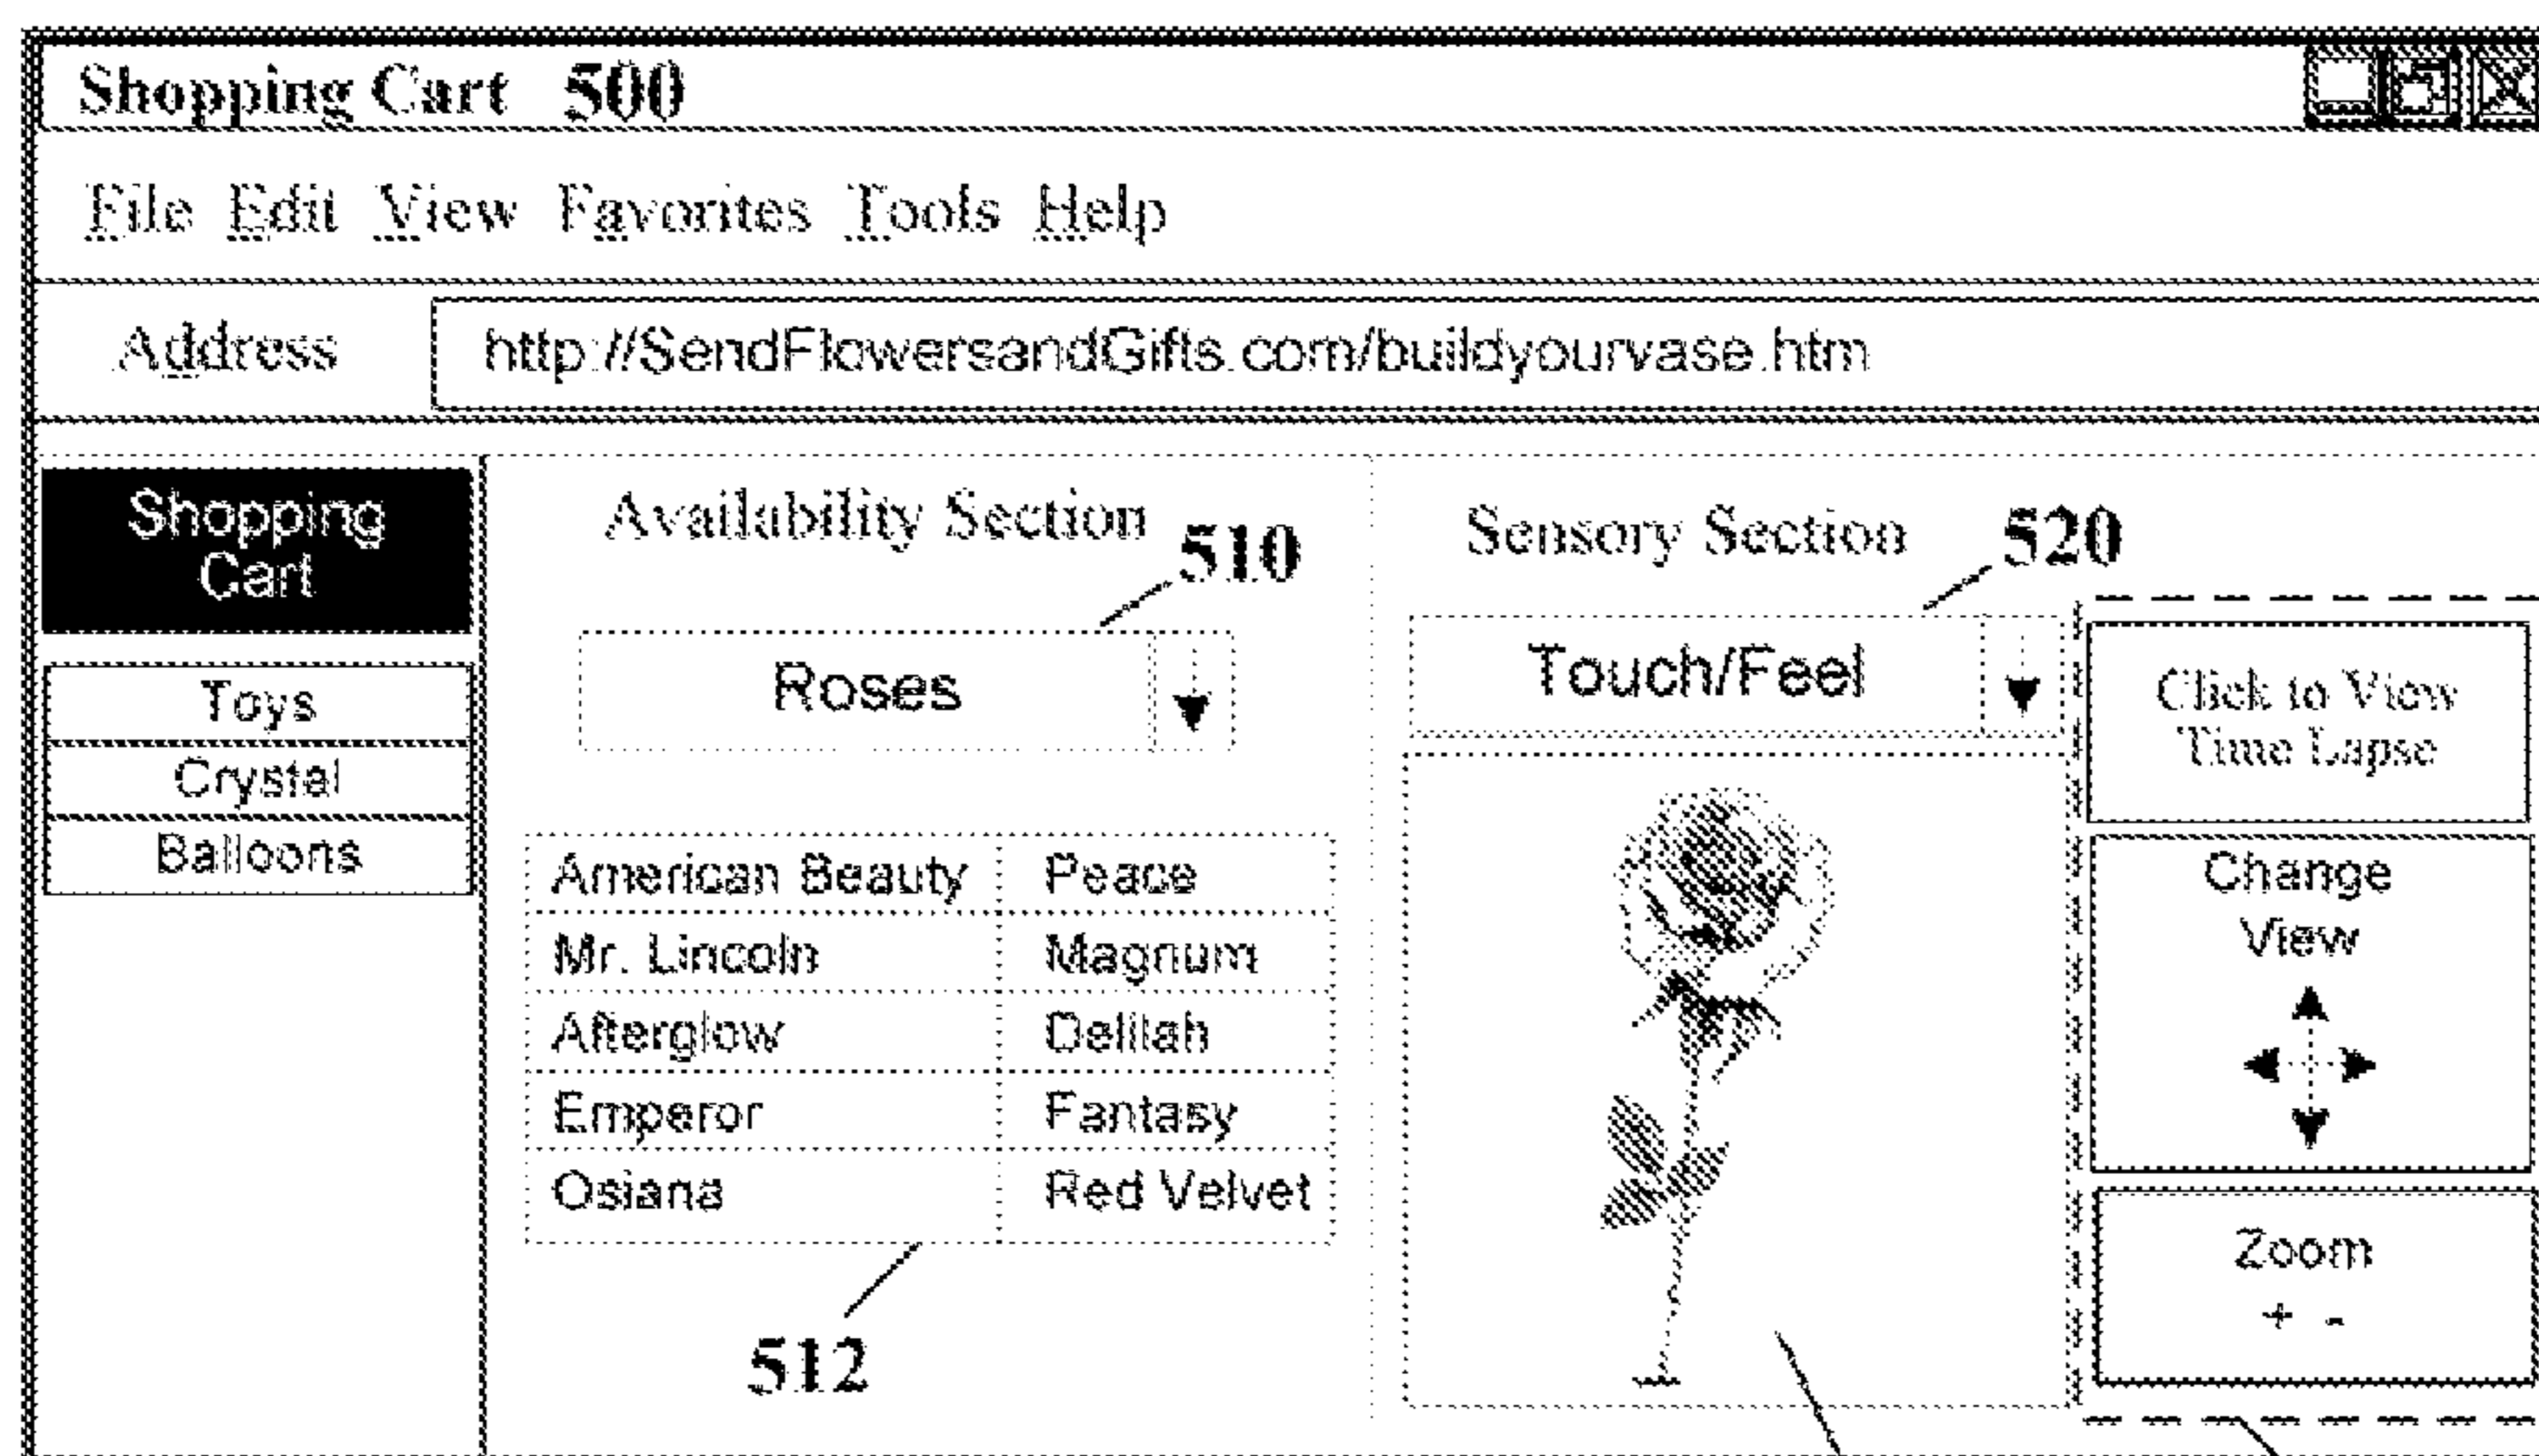 Shopping Cart 500
File Edit View Favorites Tools Help
Address http://SendFlowersandGifts.com/buildyourvase.htm
Shopping
Cart
Toys
Crystal
Balloons
Availability Section
510
Roses
American Beauty Peace
Mr. Lincoln Magnum
Afterglow Delilah
Emperor Fantasy
Osiana Red Velvet
512
Sensory Section
520
Touch/Feel
Click to View
Time Lapse
Change
View
Zoom
+ -